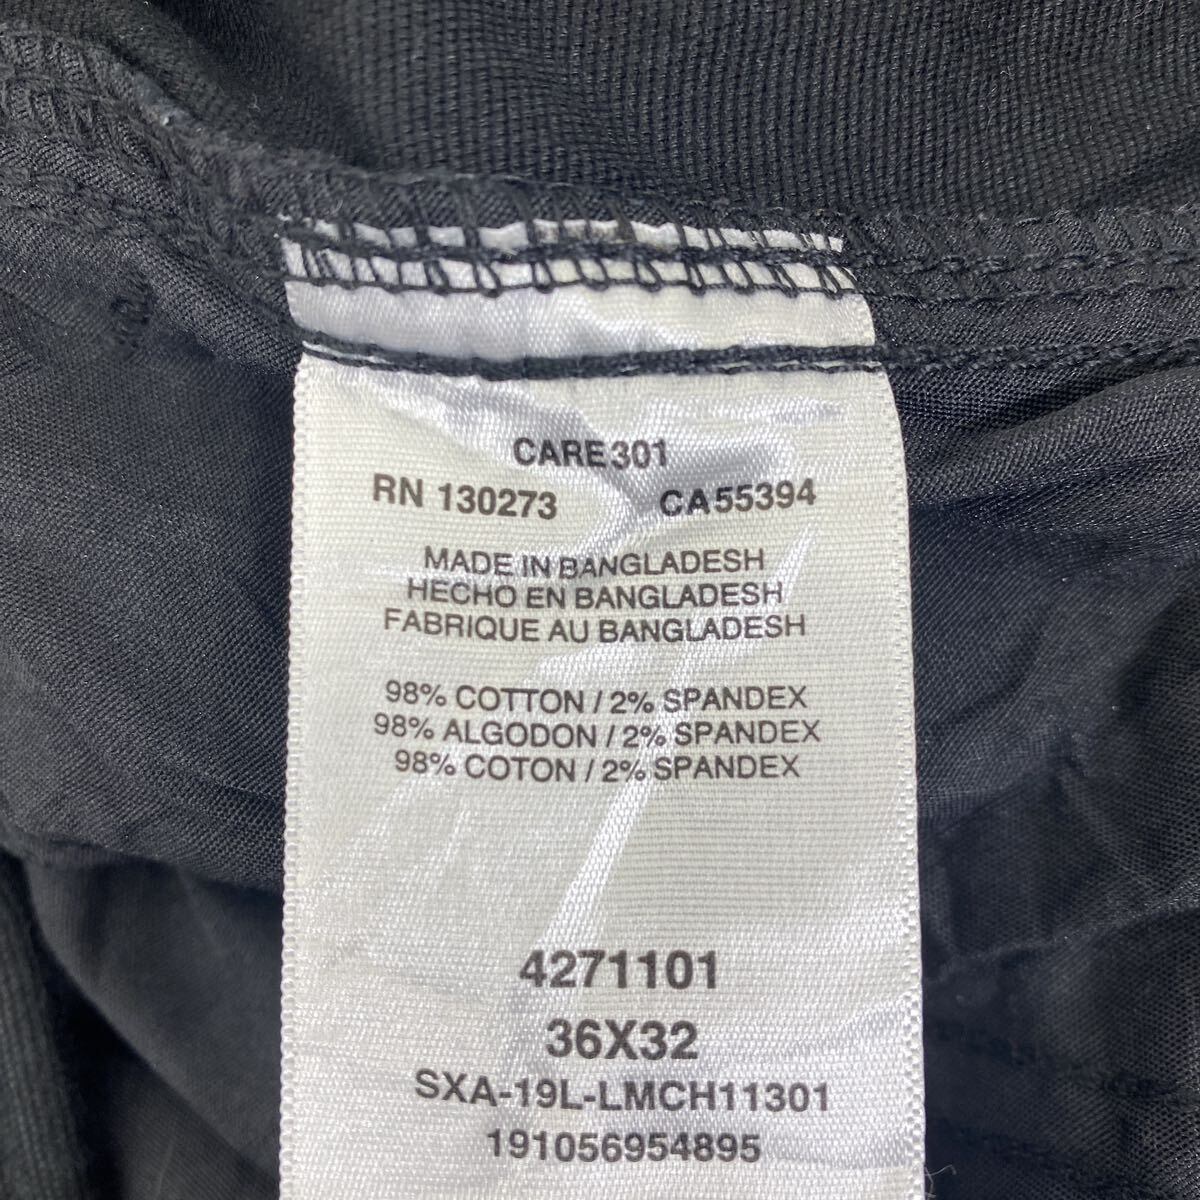 CARE301
RN 130273 CA55394
MADE IN BANGLADESH
HECHO EN BANGLADESH
FABRIQUE AU BANGLADESH
98% COTTON / 2% SPANDEX
98% ALGODON / 2% SPANDEX
98% COTON / 2% SPANDEX
4271101
36X32
SXA-19L-LMCH11301
191056954895